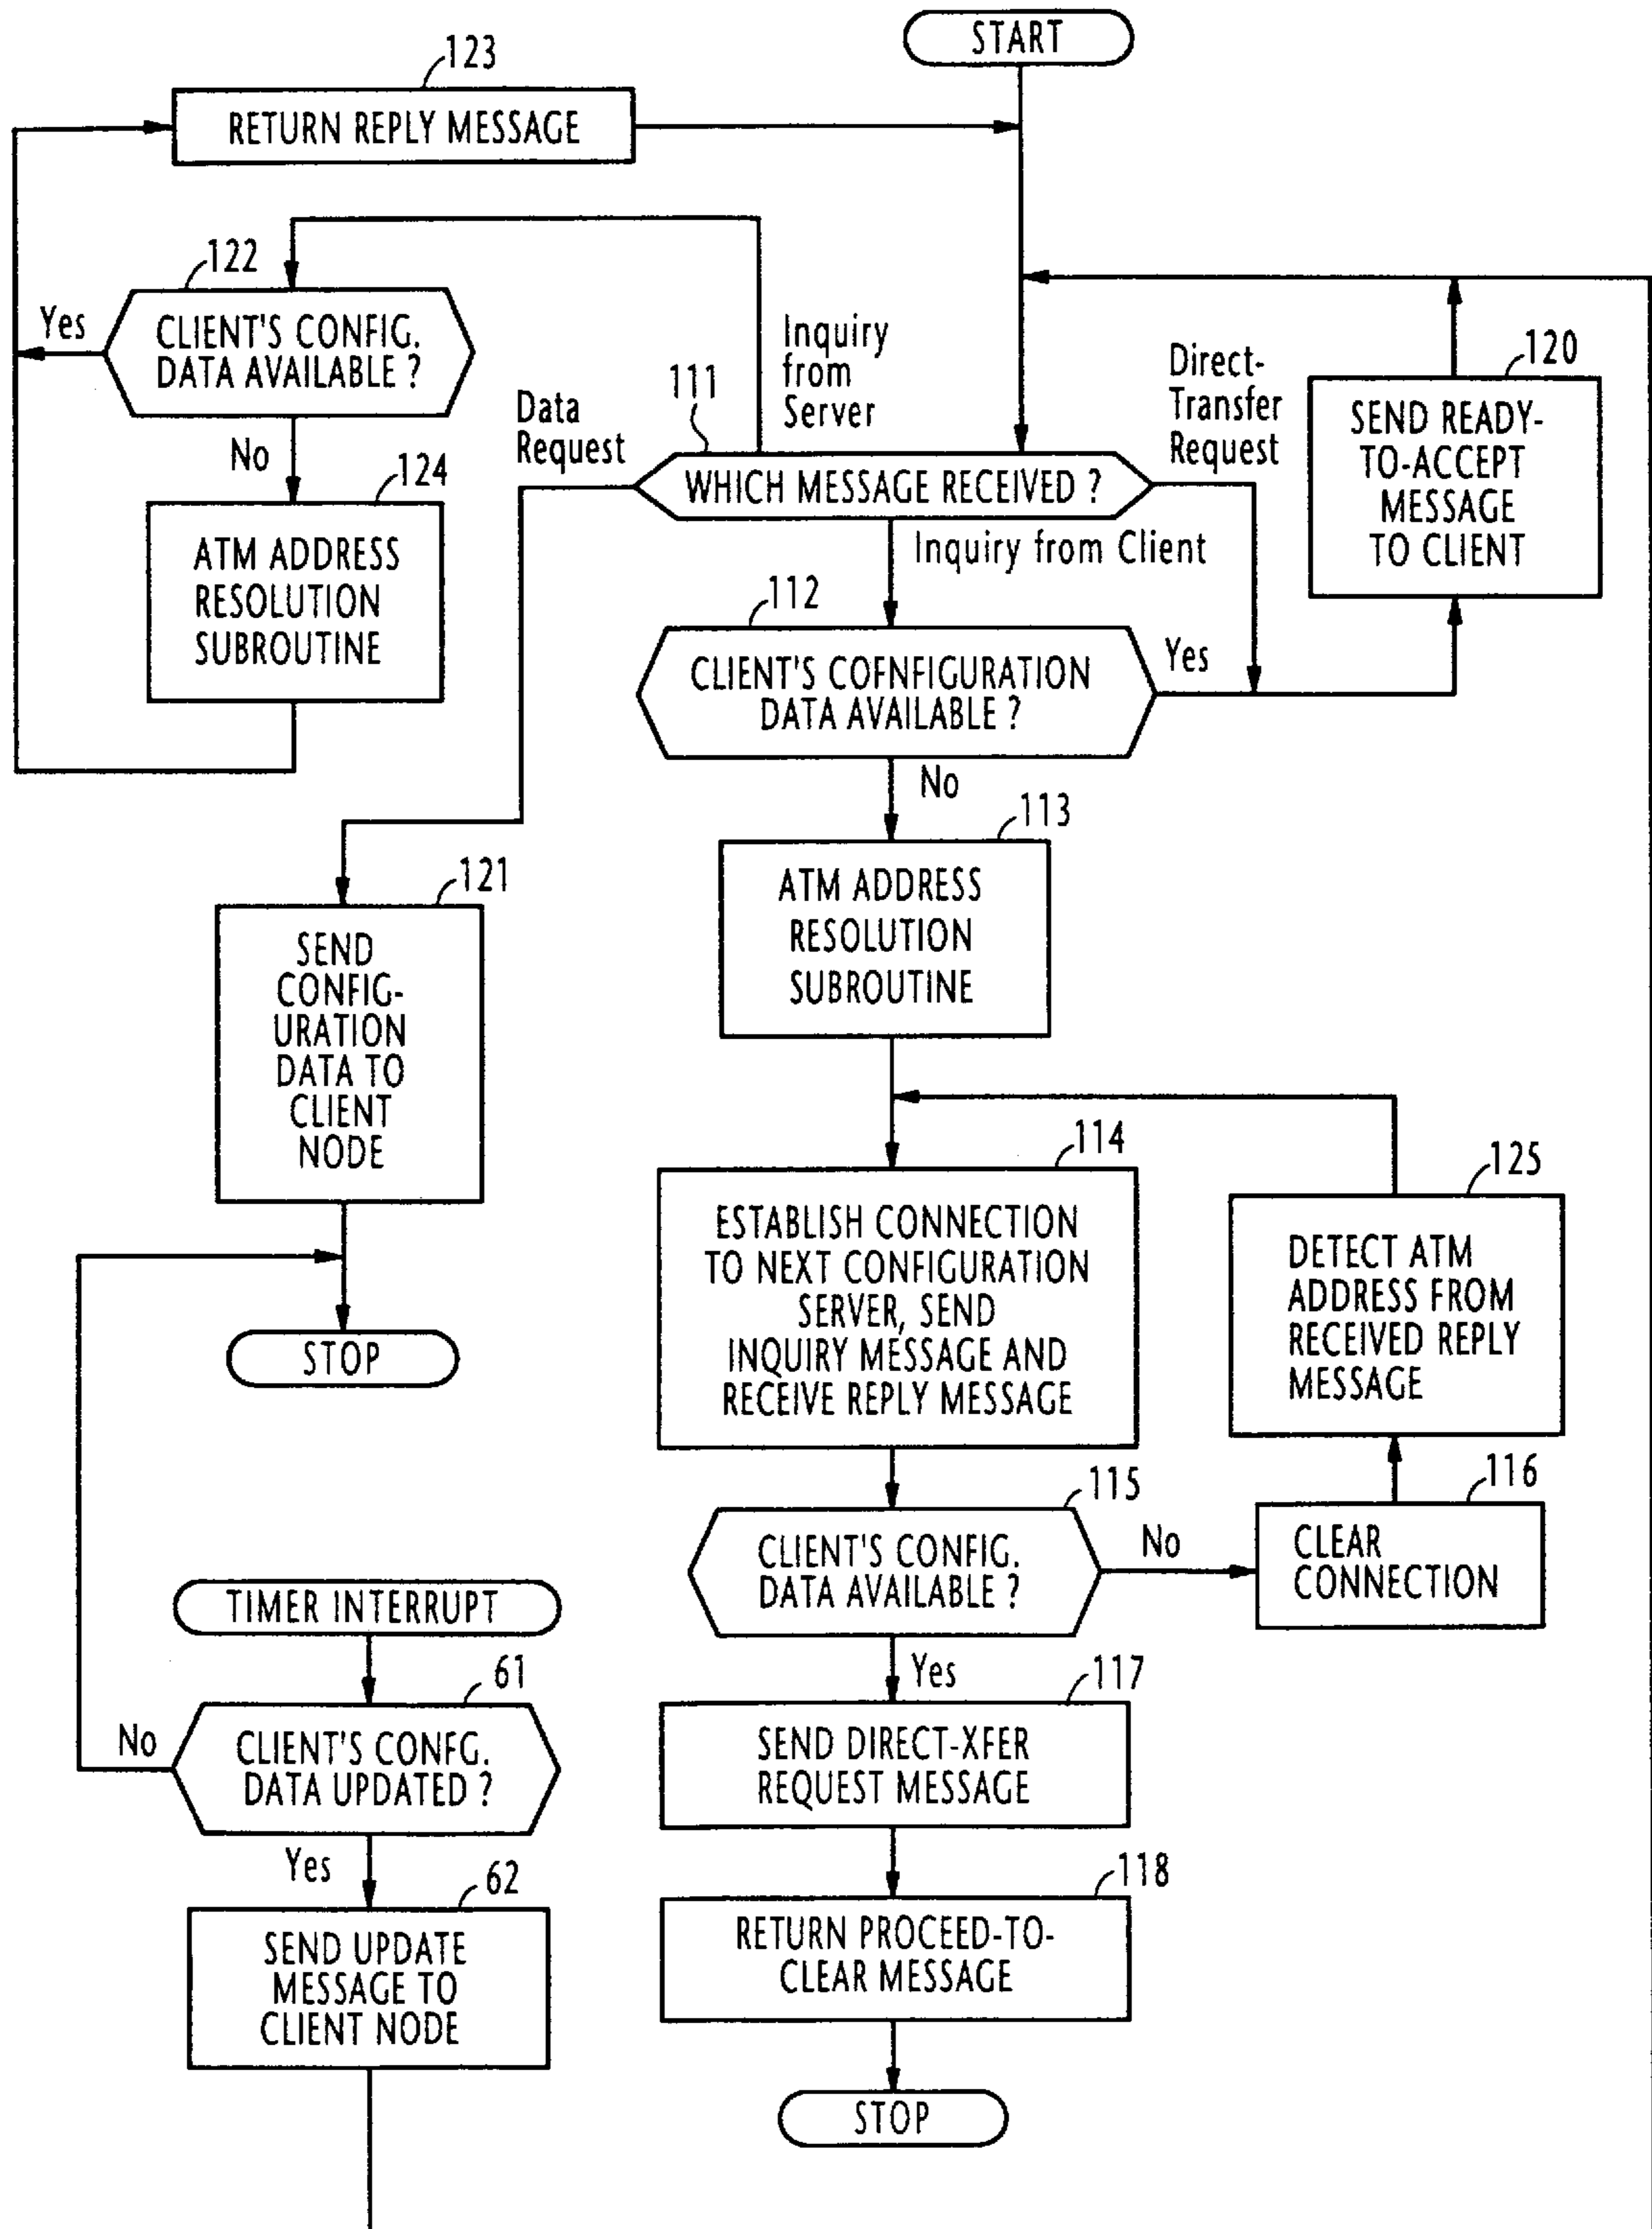 START
123
RETURN REPLY MESSAGE
122
Yes
CLIENT'S CONFIG.
DATA AVAILABLE ?
No
124
ATM ADDRESS
RESOLUTION
SUBROUTINE
Data
Request
111
Inquiry
from
Server
Direct-
Transfer
Request
WHICH MESSAGE RECEIVED ?
120
SEND READY-
TO-ACCEPT
MESSAGE
TO CLIENT
Inquiry from Client
112
CLIENT'S COFNFIGURATION
DATA AVAILABLE ?
Yes
No
113
ATM ADDRESS
RESOLUTION
SUBROUTINE
121
SEND
CONFIG-
URATION
DATA TO
CLIENT
NODE
STOP
114
ESTABLISH CONNECTION
TO NEXT CONFIGURATION
SERVER, SEND
INQUIRY MESSAGE AND
RECEIVE REPLY MESSAGE
125
DETECT ATM
ADDRESS FROM
RECEIVED REPLY
MESSAGE
115
CLIENT'S CONFIG.
DATA AVAILABLE ?
No
116
CLEAR
CONNECTION
Yes
117
SEND DIRECT-XFER
REQUEST MESSAGE
118
RETURN PROCEED-TO-
CLEAR MESSAGE
STOP
TIMER INTERRUPT
61
No
CLIENT'S CONFG.
DATA UPDATED ?
Yes
62
SEND UPDATE
MESSAGE TO
CLIENT NODE